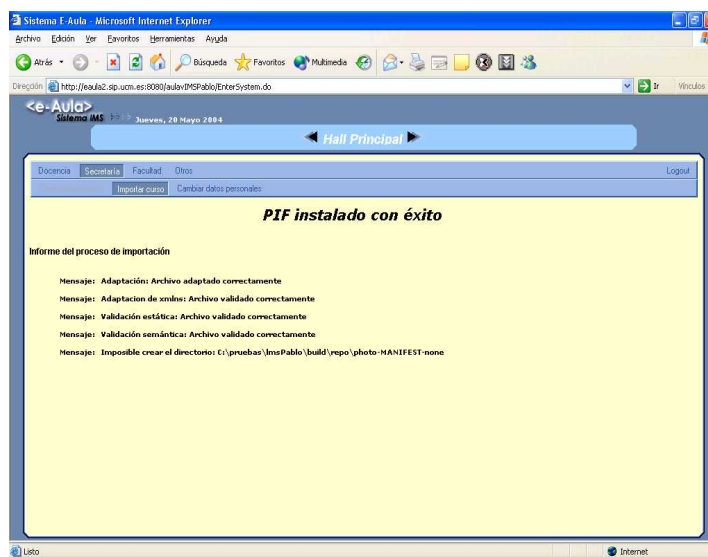 Sistema E-Aula - Microsoft Internet Explorer
Archivo Edición Ver Favoritos Herramientas Ayuda
Atrás Búsqueda Favoritos Multimedia
Dirección http://eaula2.sip.ucm.es:8080/aulavIMSPablo/EnterSystem.do Ir Vínculos
<e-Aula>
Sistema IMS Jueves, 20 Mayo 2004
Hall Principal
Docencia Secretaría Facultad Otros Logout
Importar curso Cambiar datos personales
PIF instalado con éxito
Informe del proceso de importación
Mensaje: Adaptación: Archivo adaptado correctamente
Mensaje: Adaptacion de xmlns: Archivo validado correctamente
Mensaje: Validación estática: Archivo validado correctamente
Mensaje: Validación semántica: Archivo validado correctamente
Mensaje: Imposible crear el directorio: C:\pruebas\lmsPablo\build\repo\photo-MANIFEST-none
Listo Internet